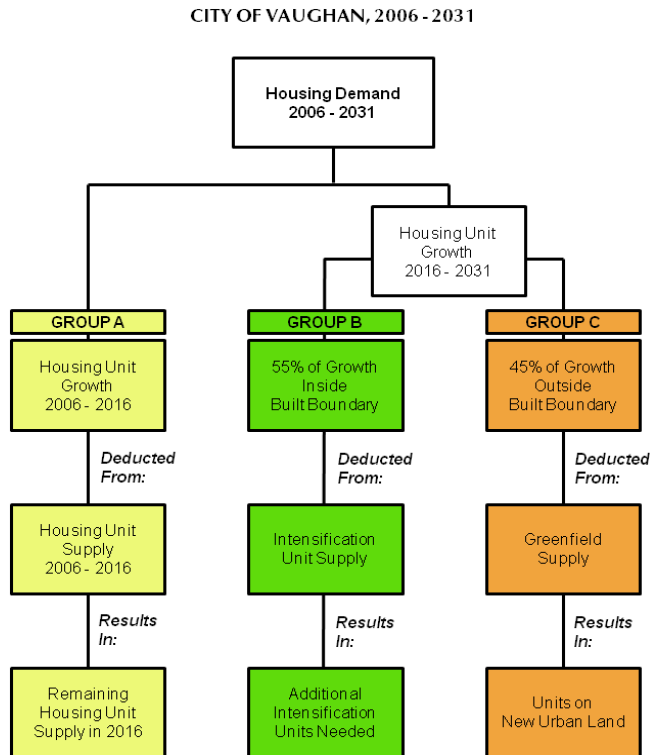 CITY OF VAUGHAN, 2006 - 2031
Housing Demand
2006 - 2031
Housing Unit
Growth
2016 - 2031
GROUP A
Housing Unit
Growth
2006 - 2016
Deducted
From:
Housing Unit
Supply
2006 - 2016
Results
In:
Remaining
Housing Unit
Supply in 2016
GROUP B
55% of Growth
Inside
Built Boundary
Deducted
From:
Intensification
Unit Supply
Results
In:
Additional
Intensification
Units Needed
GROUP C
45% of Growth
Outside
Built Boundary
Deducted
From:
Greenfield
Supply
Results
In:
Units on
New Urban Land